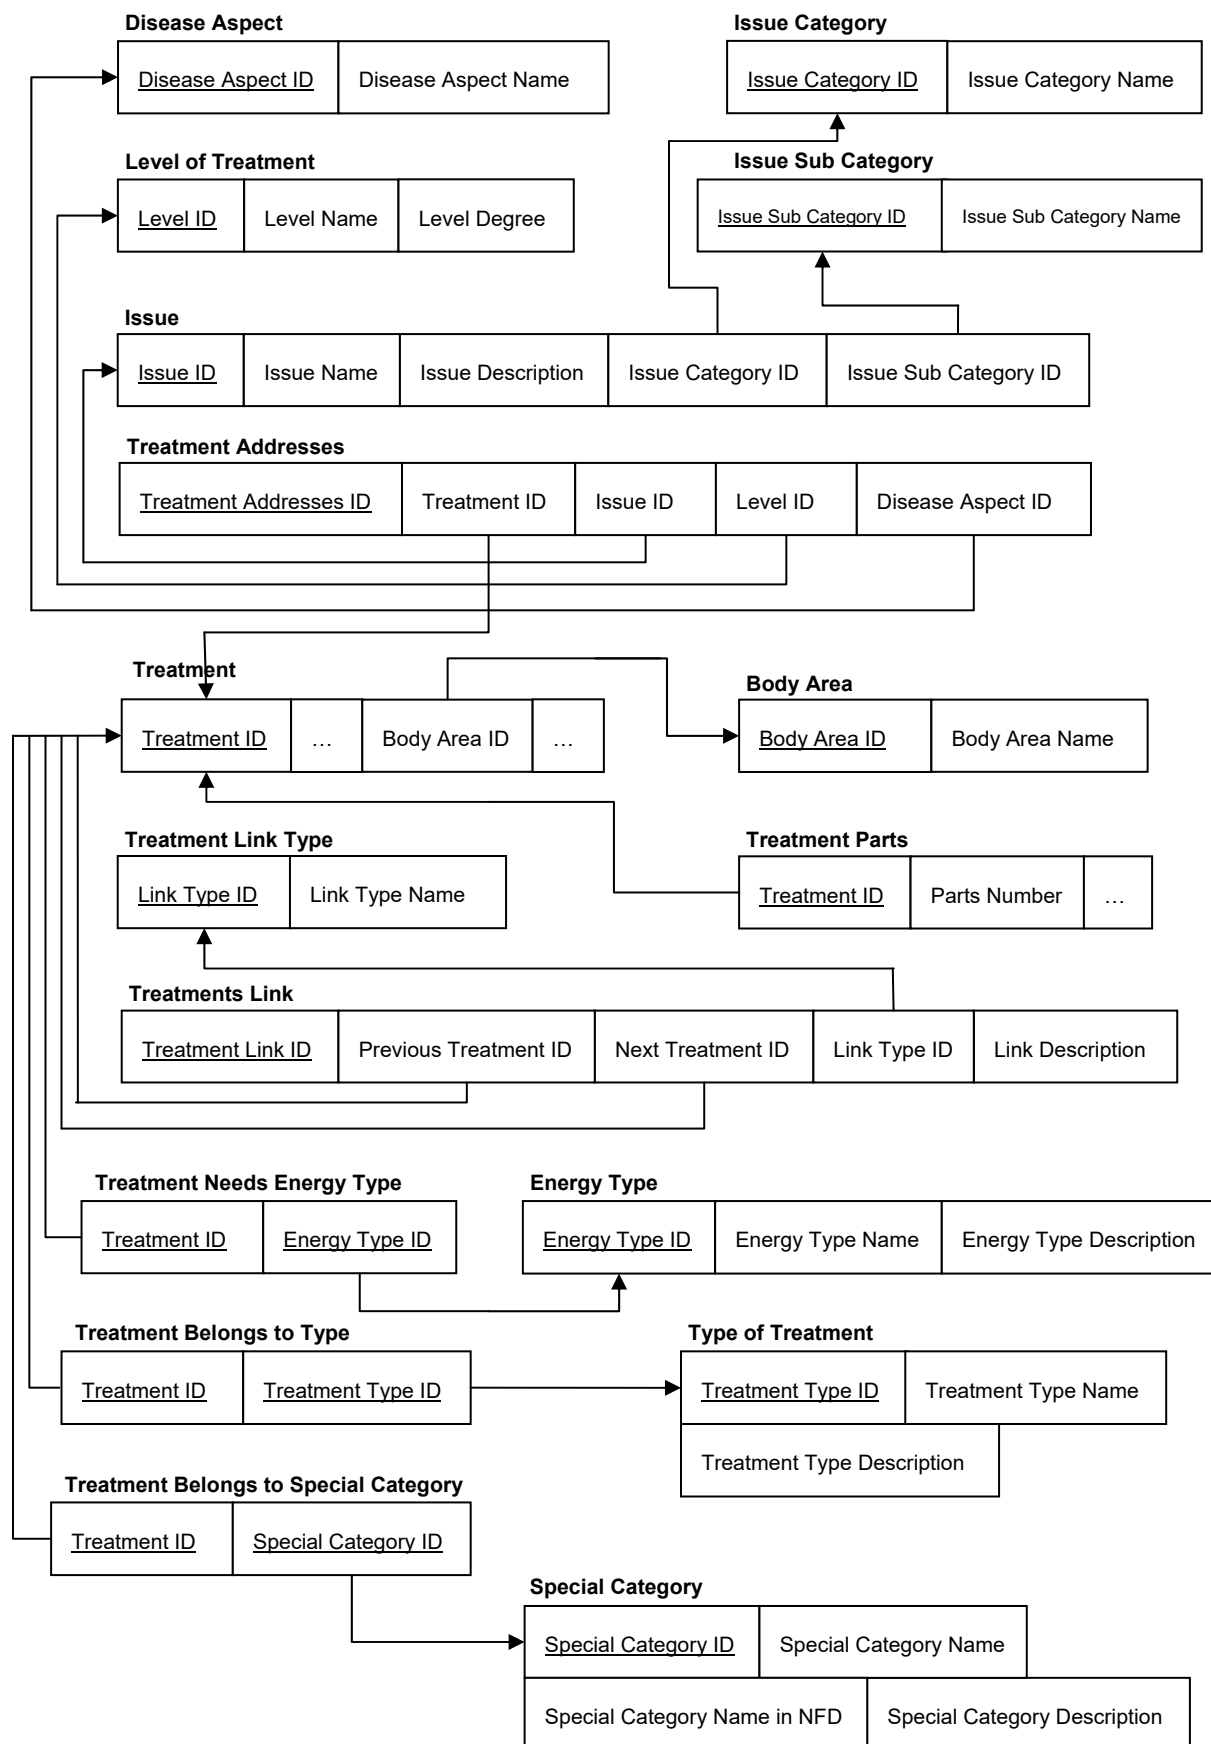 Disease Aspect
Disease Aspect ID Disease Aspect Name
Issue Category
Issue Category ID Issue Category Name
Level of Treatment
Level ID Level Name Level Degree
Issue Sub Category
Issue Sub Category ID Issue Sub Category Name
Issue
Issue ID Issue Name Issue Description Issue Category ID Issue Sub Category ID
Treatment Addresses
Treatment Addresses ID Treatment ID Issue ID Level ID Disease Aspect ID
Treatment
Treatment ID … Body Area ID …
Body Area
Body Area ID Body Area Name
Treatment Link Type
Link Type ID Link Type Name
Treatment Parts
Treatment ID Parts Number …
Treatments Link
Treatment Link ID Previous Treatment ID Next Treatment ID Link Type ID Link Description
Treatment Needs Energy Type
Treatment ID Energy Type ID
Energy Type
Energy Type ID Energy Type Name Energy Type Description
Treatment Belongs to Type
Treatment ID Treatment Type ID
Type of Treatment
Treatment Type ID Treatment Type Name
Treatment Type Description
Treatment Belongs to Special Category
Treatment ID Special Category ID
Special Category
Special Category ID Special Category Name
Special Category Name in NFD Special Category Description